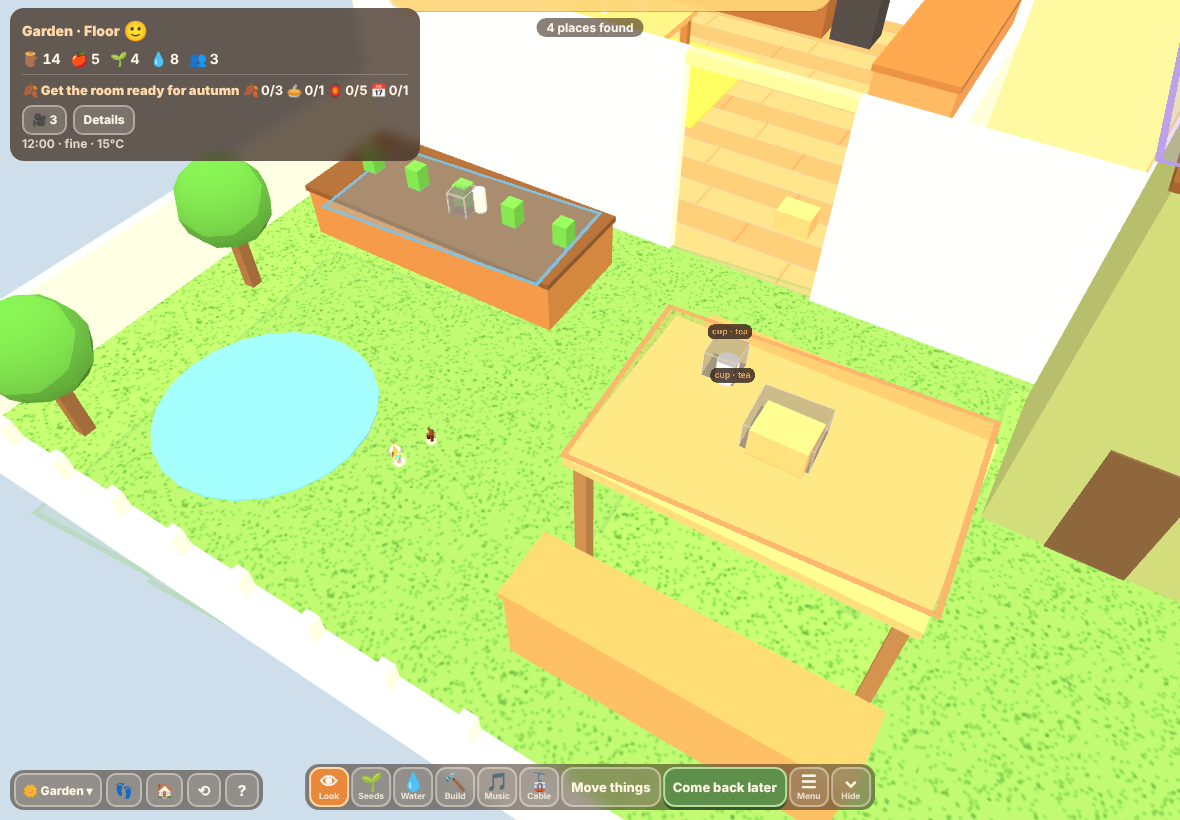 Garden · Floor
14 5 4 8 3
Get the room ready for autumn 0/3 0/1 0/5 0/1
3 Details
12:00 · fine · 15°C
4 places found
cup · tea
cup · tea
Garden ▾
?
Look Seeds Water Build Music Cable Move things Come back later Menu Hide